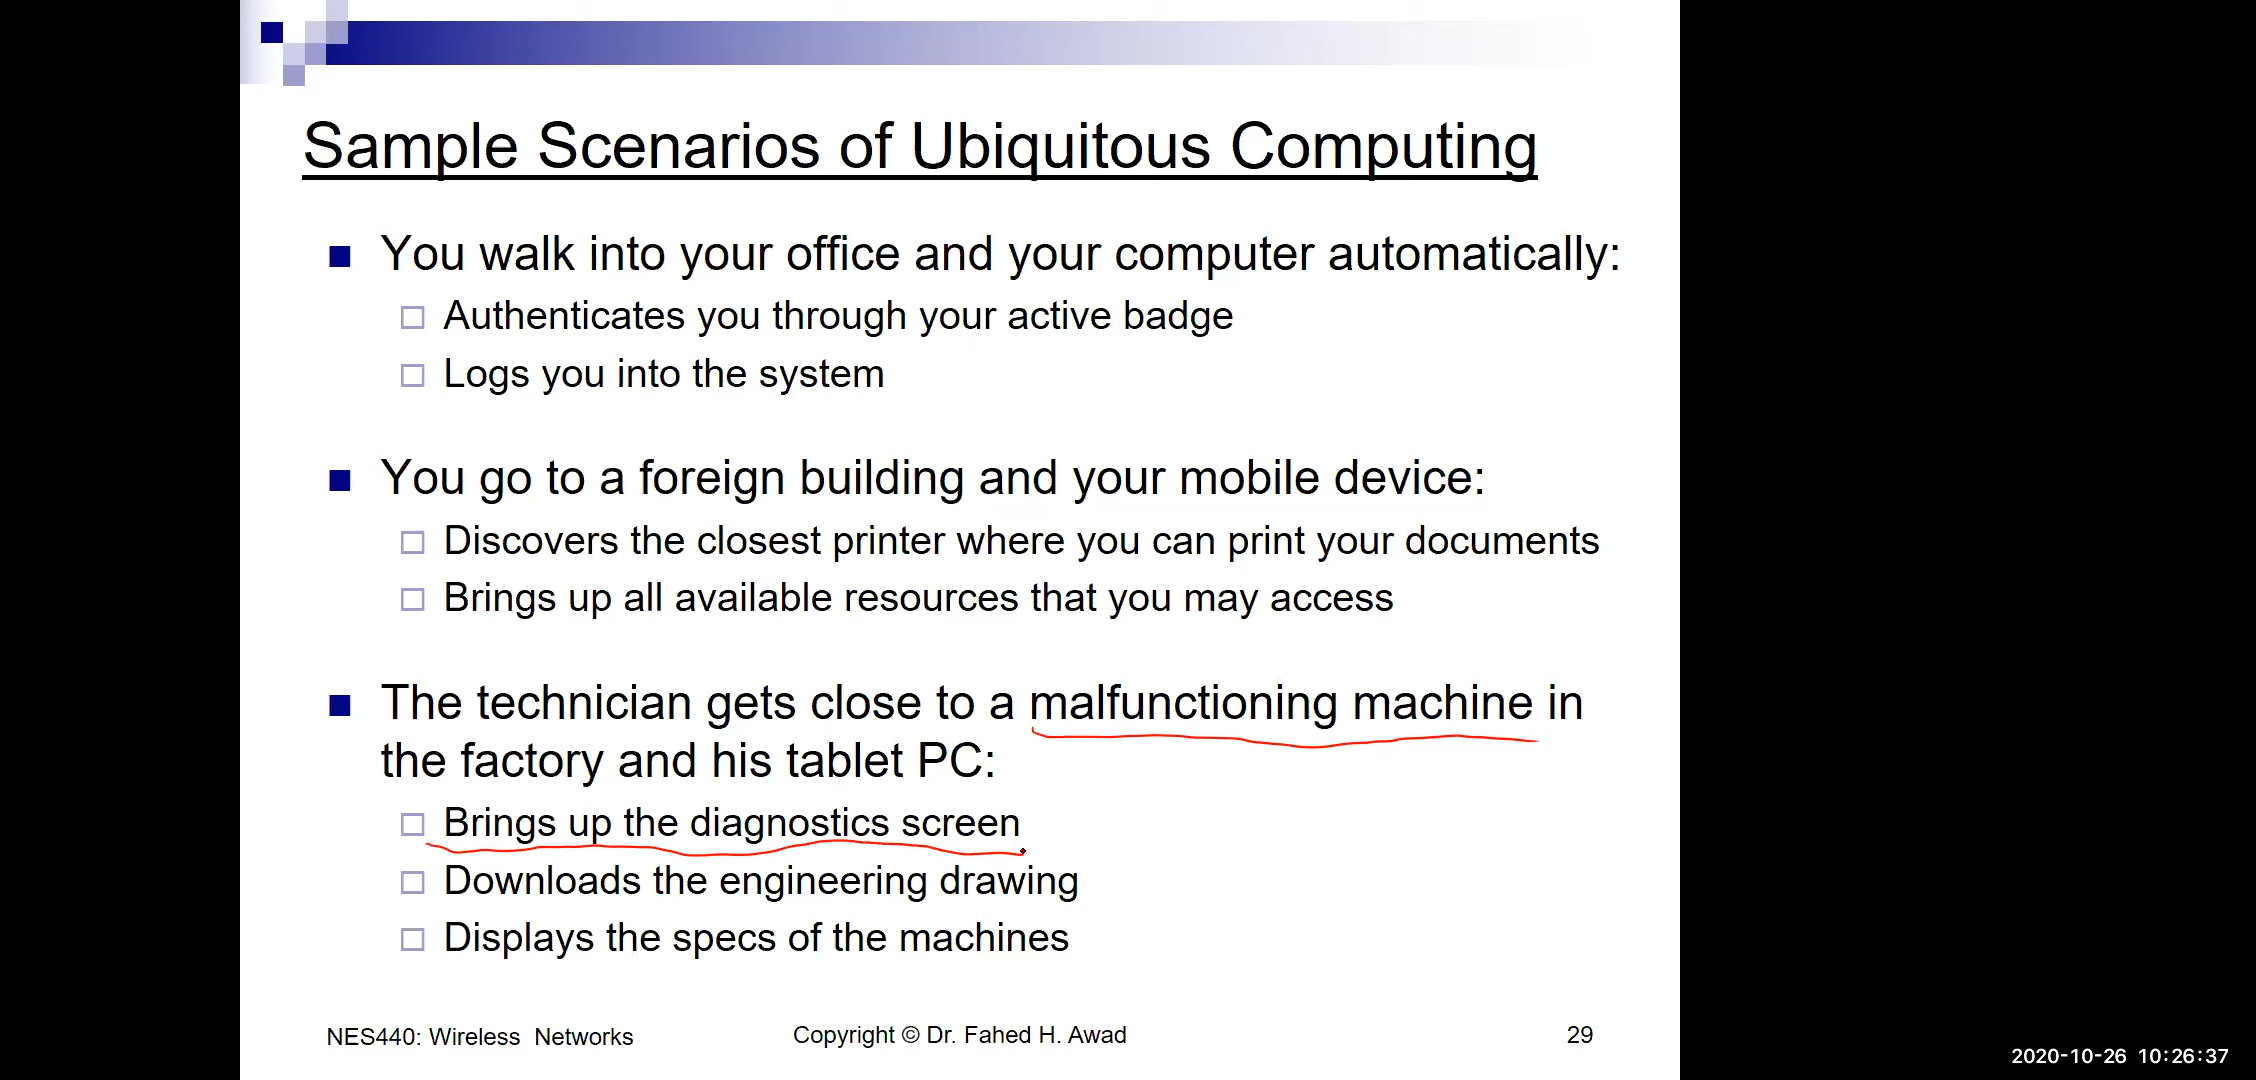 Sample Scenarios of Ubiquitous Computing
You walk into your office and your computer automatically:
Authenticates you through your active badge
Logs you into the system
You go to a foreign building and your mobile device:
Discovers the closest printer where you can print your documents
Brings up all available resources that you may access
The technician gets close to a malfunctioning machine in
the factory and his tablet PC:
Brings up the diagnostics screen
Downloads the engineering drawing
Displays the specs of the machines
NES440: Wireless Networks
Copyright © Dr. Fahed H. Awad
29
2020-10-26 10:26:37